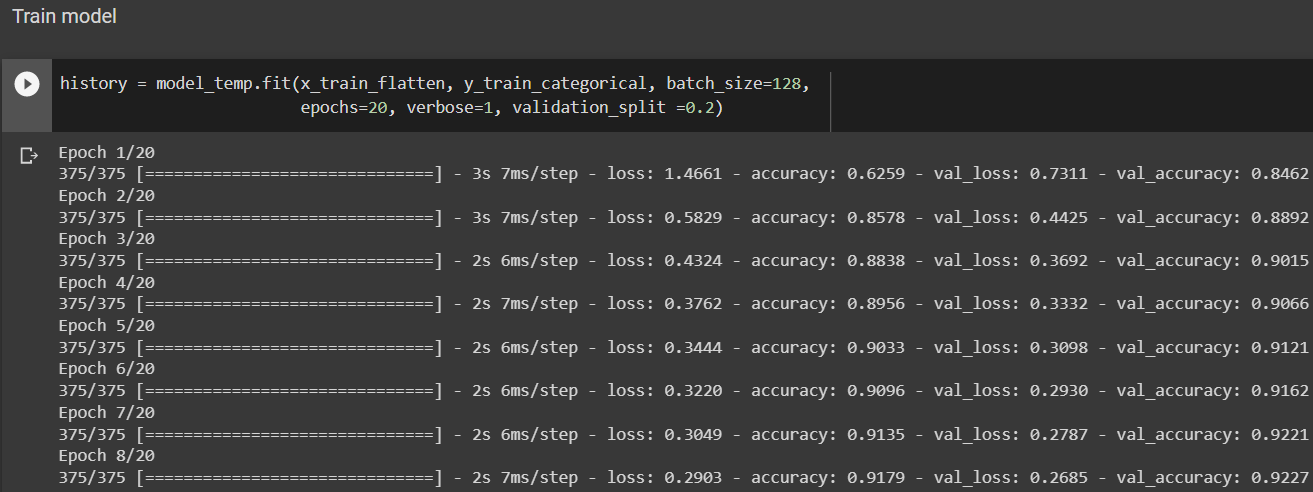 Train model
history = model_temp.fit(x_train_flatten, y_train_categorical, batch_size=128,
epochs=20, verbose=1, validation_split =0.2)
Epoch 1/20
375/375 [==============================] - 3s 7ms/step - loss: 1.4661 - accuracy: 0.6259 - val_loss: 0.7311 - val_accuracy: 0.8462
Epoch 2/20
375/375 [==============================] - 3s 7ms/step - loss: 0.5829 - accuracy: 0.8578 - val_loss: 0.4425 - val_accuracy: 0.8892
Epoch 3/20
375/375 [==============================] - 2s 6ms/step - loss: 0.4324 - accuracy: 0.8838 - val_loss: 0.3692 - val_accuracy: 0.9015
Epoch 4/20
375/375 [==============================] - 2s 7ms/step - loss: 0.3762 - accuracy: 0.8956 - val_loss: 0.3332 - val_accuracy: 0.9066
Epoch 5/20
375/375 [==============================] - 2s 6ms/step - loss: 0.3444 - accuracy: 0.9033 - val_loss: 0.3098 - val_accuracy: 0.9121
Epoch 6/20
375/375 [==============================] - 2s 6ms/step - loss: 0.3220 - accuracy: 0.9096 - val_loss: 0.2930 - val_accuracy: 0.9162
Epoch 7/20
375/375 [==============================] - 2s 6ms/step - loss: 0.3049 - accuracy: 0.9135 - val_loss: 0.2787 - val_accuracy: 0.9221
Epoch 8/20
375/375 [==============================] - 2s 7ms/step - loss: 0.2903 - accuracy: 0.9179 - val_loss: 0.2685 - val_accuracy: 0.9227